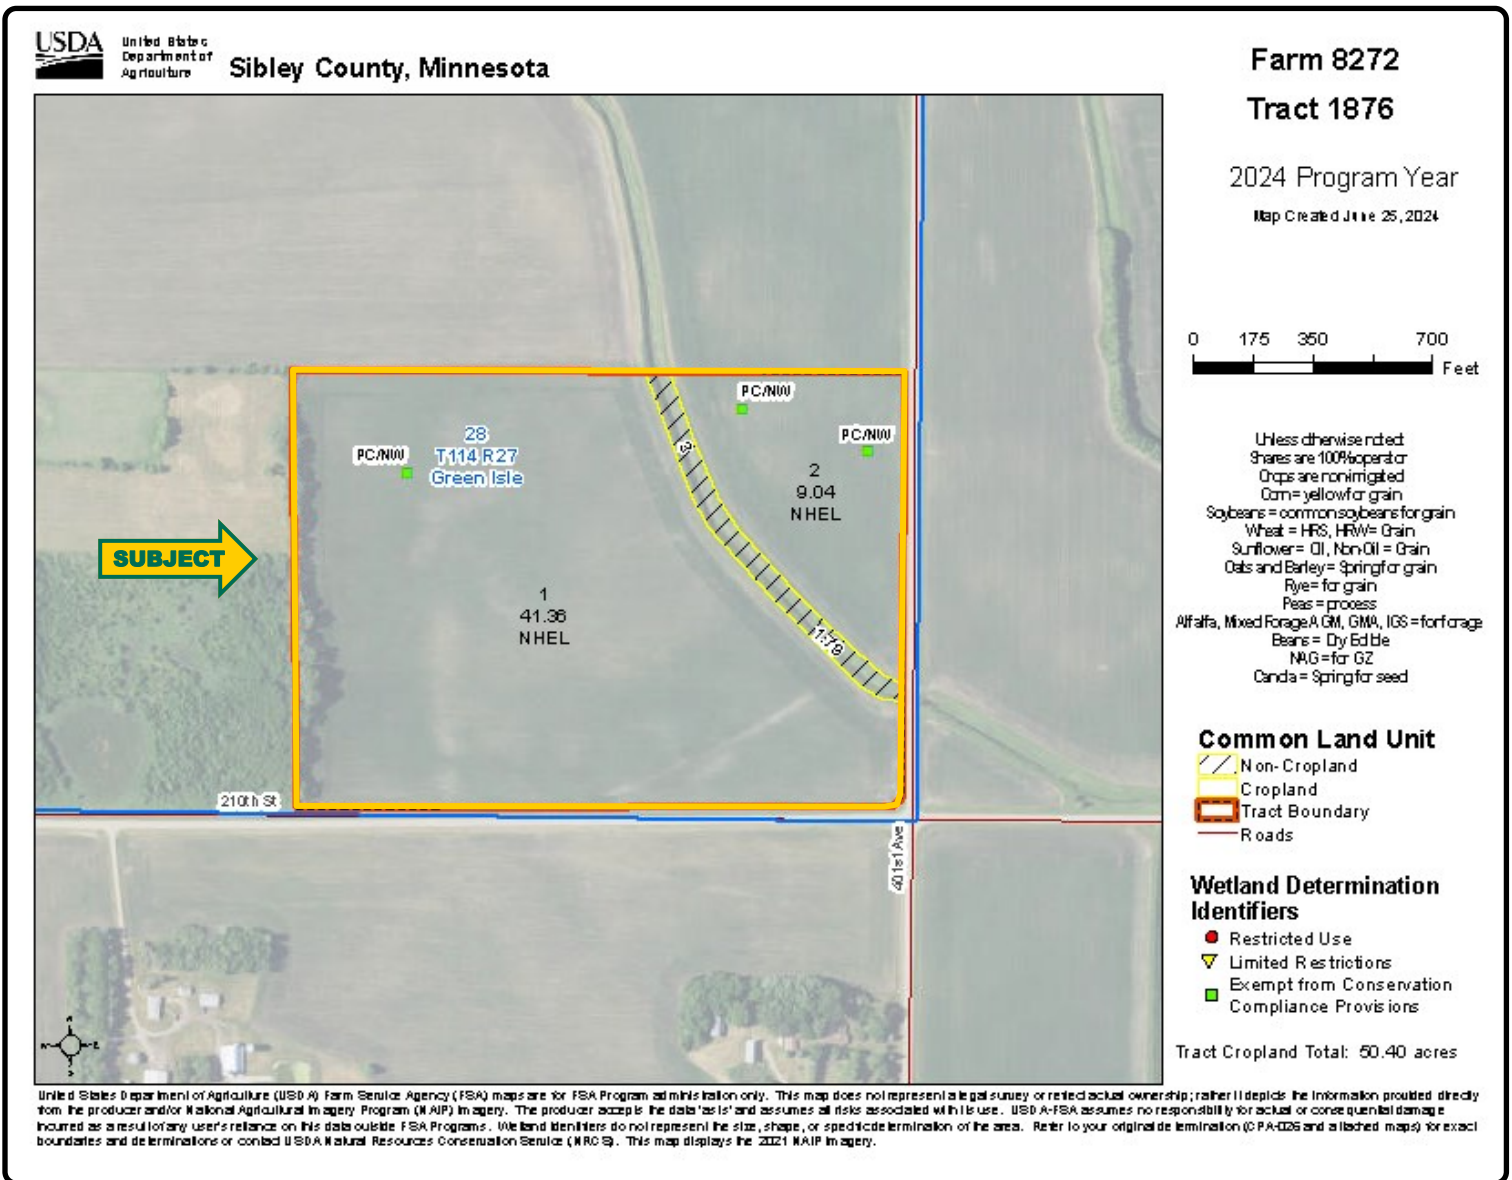 USDA
United States
Department of
Agriculture
Sibley County, Minnesota
Farm 8272
Tract 1876
2024 Program Year
Map Created June 25, 2024
0 175 350 700
Feet
Unless otherwise noted:
Shares are 100% operator
Crops are non-irrigated
Corn = yellow for grain
Soybeans = common soybeans for grain
Wheat = HRS, HRW = Grain
Sunflower = Oil, Non-Oil = Grain
Oats and Barley = Spring for grain
Rye = for grain
Peas = process
Alfalfa, Mixed Forage AGM, GMA, IGS = for forage
Beans = Dry Edible
NAG = for GZ
Canola = Spring for seed
Common Land Unit
Non-Cropland
Cropland
Tract Boundary
Roads
Wetland Determination
Identifiers
Restricted Use
Limited Restrictions
Exempt from Conservation
Compliance Provisions
Tract Cropland Total: 50.40 acres
PC/NW
PC/NW
PC/NW
28
T114 R27
Green Isle
3
2
9.04
NHEL
SUBJECT
1
41.36
NHEL
1.79
210th St
401st Ave
United States Department of Agriculture (USDA) Farm Service Agency (FSA) maps are for FSA Program administration only. This map does not represent a legal survey or reflect actual ownership; rather it depicts the information provided directly
from the producer and/or National Agricultural Imagery Program (NAIP) imagery. The producer accepts the data 'as is' and assumes all risks associated with its use. USDA-FSA assumes no responsibility for actual or consequential damage
incurred as a result of any user's reliance on this data outside FSA Programs. Wetland identifiers do not represent the size, shape, or specific determination of the area. Refer to your original determination (CPA-026 and attached maps) for exact
boundaries and determinations or contact USDA Natural Resources Conservation Service (NRCS). This map displays the 2021 NAIP imagery.